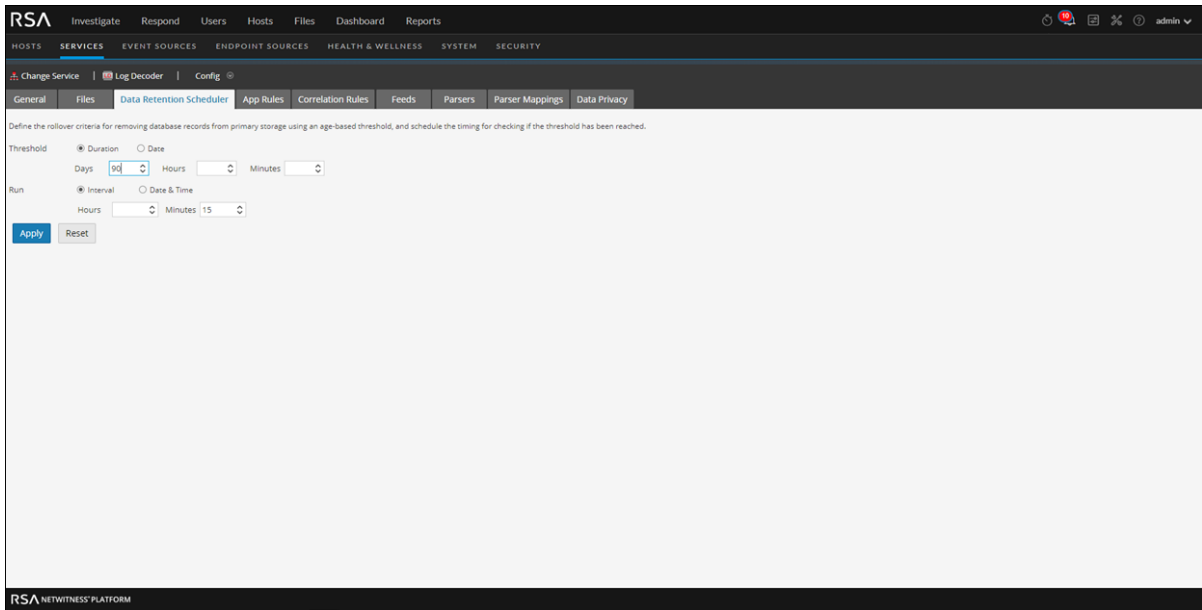 RSA Investigate Respond Users Hosts Files Dashboard Reports 10 admin
HOSTS SERVICES EVENT SOURCES ENDPOINT SOURCES HEALTH & WELLNESS SYSTEM SECURITY
Change Service | Log Decoder | Config
General Files Data Retention Scheduler App Rules Correlation Rules Feeds Parsers Parser Mappings Data Privacy
Define the rollover criteria for removing database records from primary storage using an age-based threshold, and schedule the timing for checking if the threshold has been reached.
Threshold Duration Date
Days 90 Hours Minutes
Run Interval Date & Time
Hours Minutes 15
Apply Reset
RSA NETWITNESS® PLATFORM